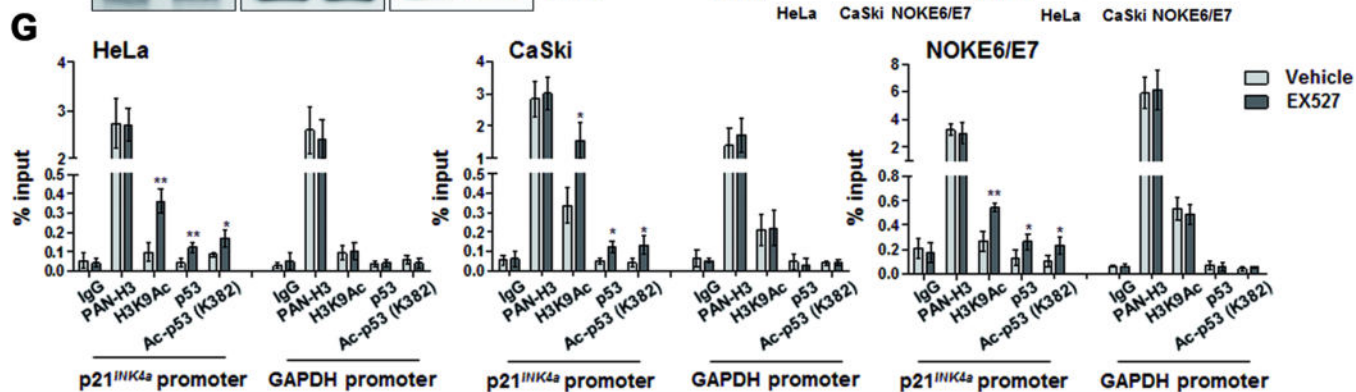 HeLa CaSki NOKE6/E7 HeLa CaSki NOKE6/E7
G
HeLa
CaSki
NOKE6/E7
Vehicle
EX527
% input
4
3
2
0.5
0.4
0.3
0.2
0.1
0.0
IgG
PAN-H3
H3K9Ac
p53
Ac-p53 (K382)
IgG
PAN-H3
H3K9Ac
p53
Ac-p53 (K382)
**
**
*
p21INK4a promoter
GAPDH promoter
% input
4
3
2
1
0.5
0.4
0.3
0.2
0.1
0.0
*
*
*
IgG
PAN-H3
H3K9Ac
p53
Ac-p53 (K382)
IgG
PAN-H3
H3K9Ac
p53
Ac-p53 (K382)
p21INK4a promoter
GAPDH promoter
% input
8
6
4
2
0.8
0.6
0.4
0.2
0.0
**
*
*
IgG
PAN-H3
H3K9Ac
p53
Ac-p53 (K382)
IgG
PAN-H3
H3K9Ac
p53
Ac-p53 (K382)
p21INK4a promoter
GAPDH promoter